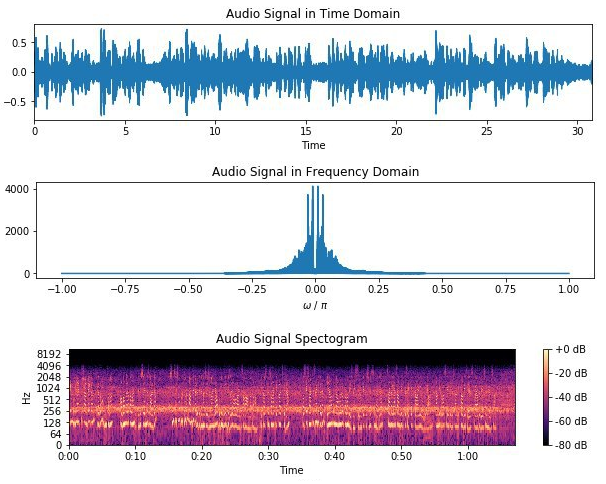 Audio Signal in Time Domain
0.5
0.0
−0.5
0 5 10 15 20 25 30
Time
Audio Signal in Frequency Domain
4000
2000
0
−1.00 −0.75 −0.50 −0.25 0.00 0.25 0.50 0.75 1.00
ω / π
Audio Signal Spectogram
8192
4096
2048
1024
512
256
128
64
0
Hz
0:00 0:10 0:20 0:30 0:40 0:50 1:00
Time
+0 dB
-20 dB
-40 dB
-60 dB
-80 dB